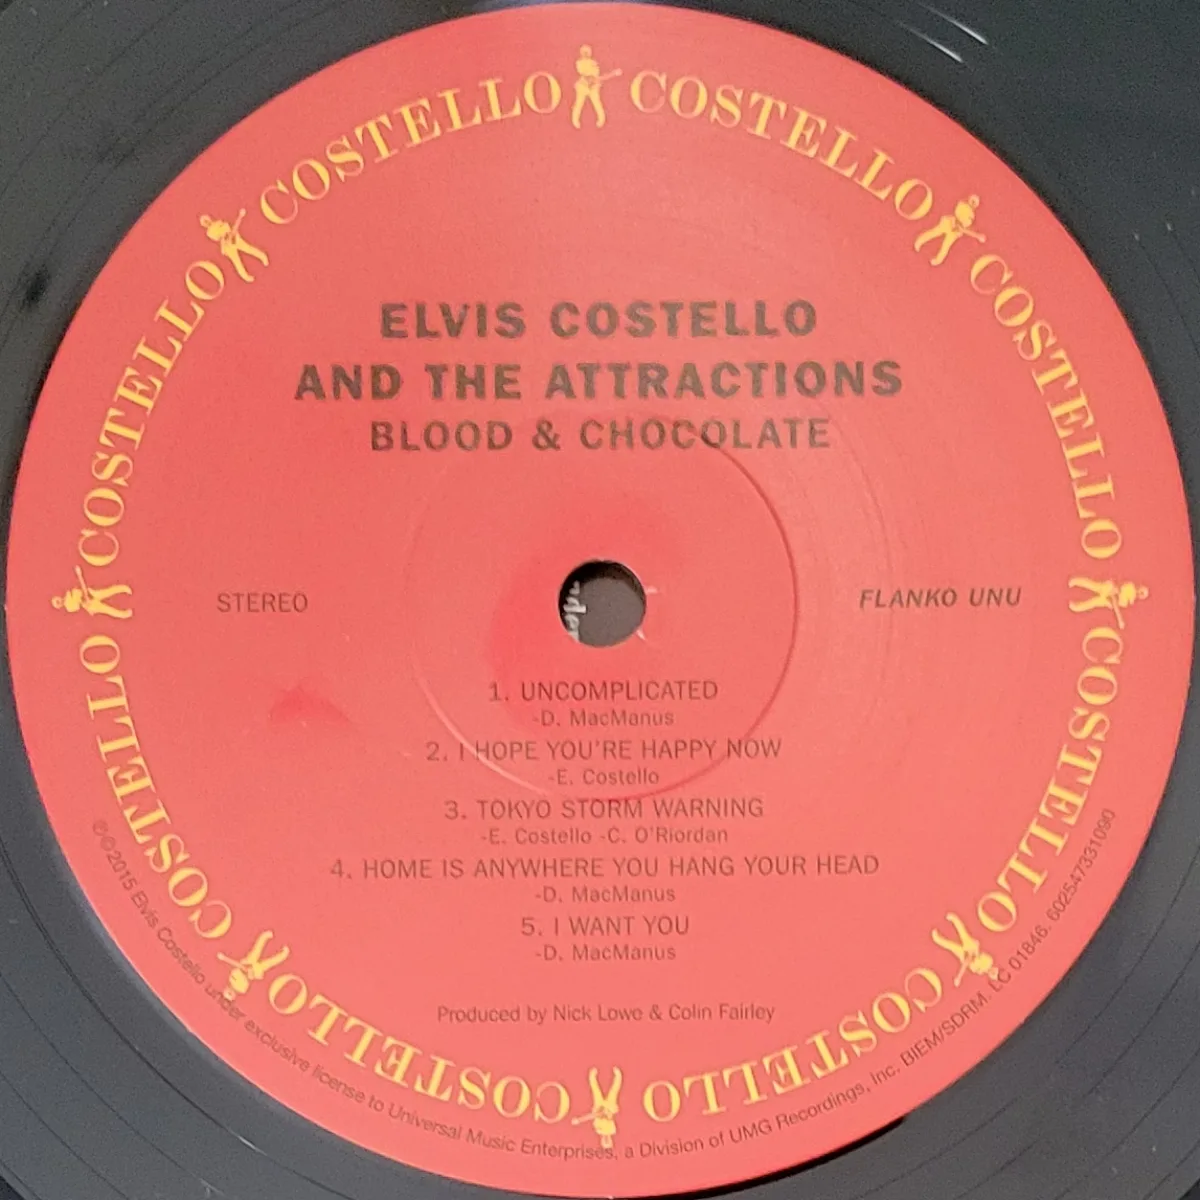 COSTELLO COSTELLO COSTELLO COSTELLO COSTELLO COSTELLO COSTELLO COSTELLO
ELVIS COSTELLO
AND THE ATTRACTIONS
BLOOD & CHOCOLATE
STEREO
FLANKO UNU
1. UNCOMPLICATED
-D. MacManus
2. I HOPE YOU'RE HAPPY NOW
-E. Costello
3. TOKYO STORM WARNING
-E. Costello -C. O'Riordan
4. HOME IS ANYWHERE YOU HANG YOUR HEAD
-D. MacManus
5. I WANT YOU
-D. MacManus
Produced by Nick Lowe & Colin Fairley
℗©2015 Elvis Costello under exclusive license to Universal Music Enterprises, a Division of UMG Recordings, Inc. BIEM/SDRM. LC 01846. 602547331090